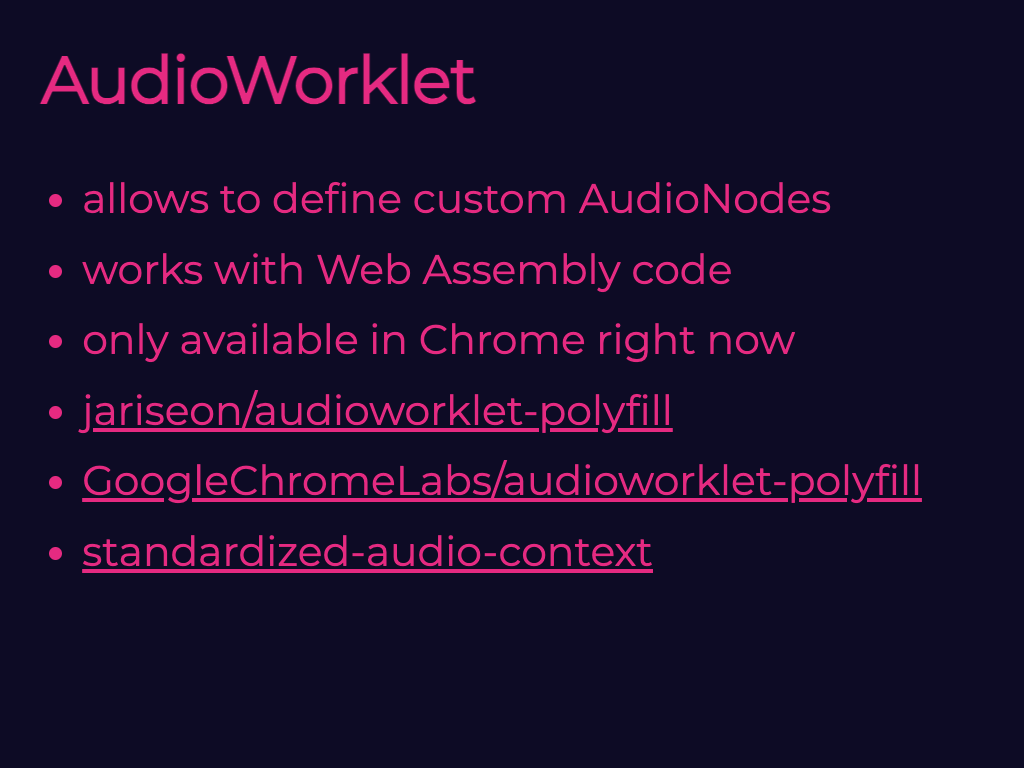 AudioWorklet
allows to define custom AudioNodes
works with Web Assembly code
only available in Chrome right now
jariseon/audioworklet-polyfill
GoogleChromeLabs/audioworklet-polyfill
standardized-audio-context